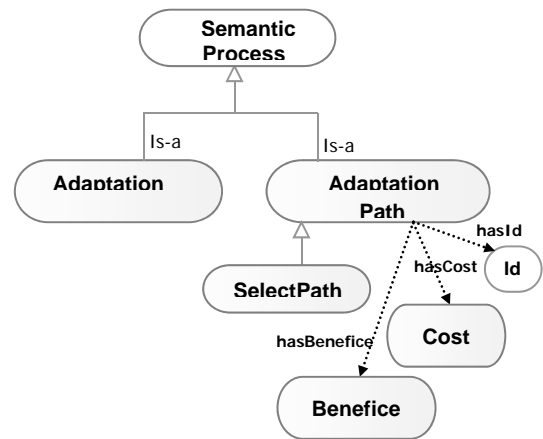 Semantic
Process
Is-a
Is-a
Adaptation
Adaptation
Path
hasId
Id
hasCost
SelectPath
Cost
hasBenefice
Benefice